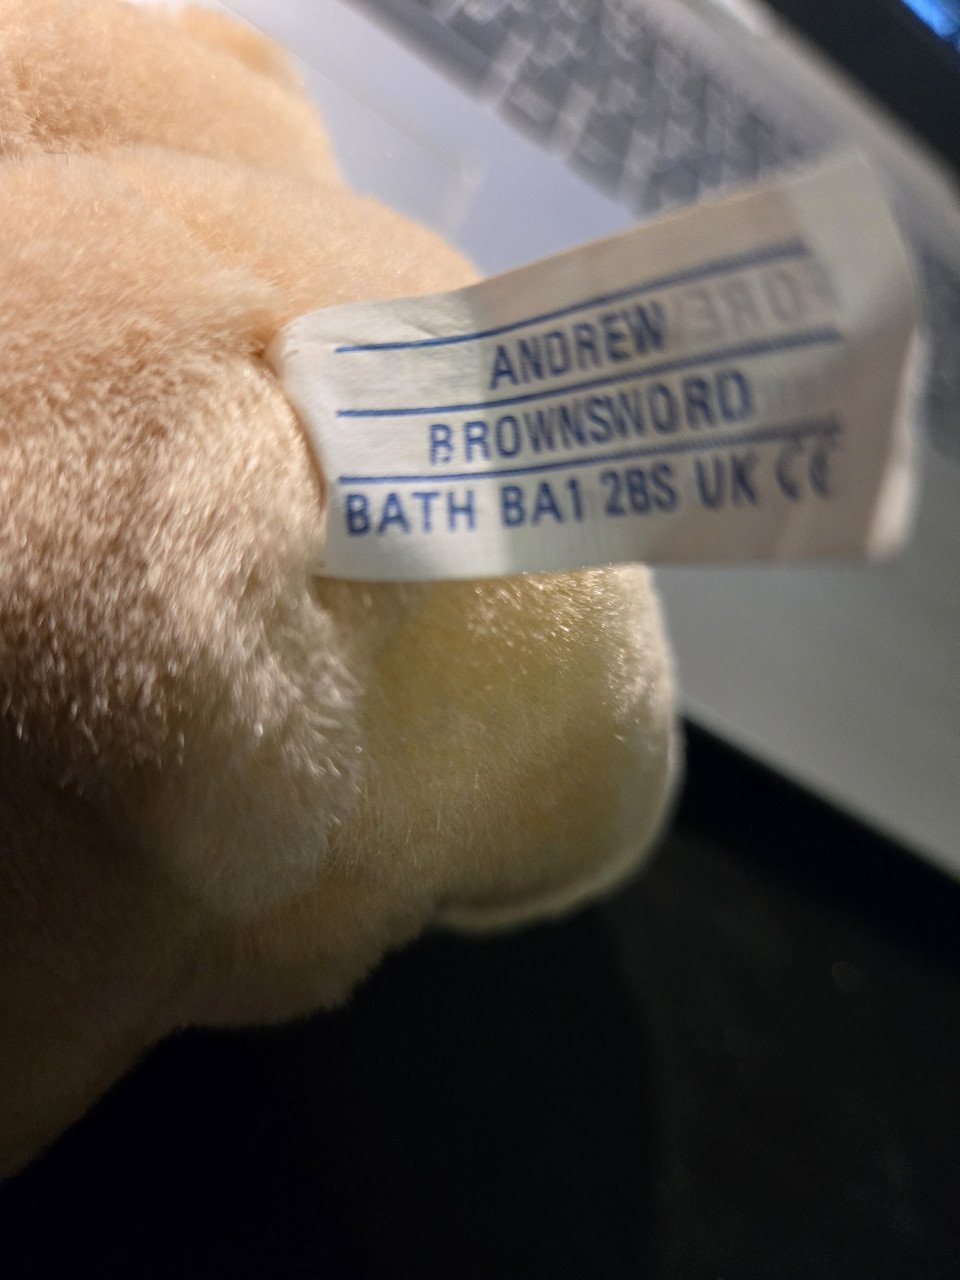 ANDREW
BROWNSWORD
BATH BA1 2BS UK CE